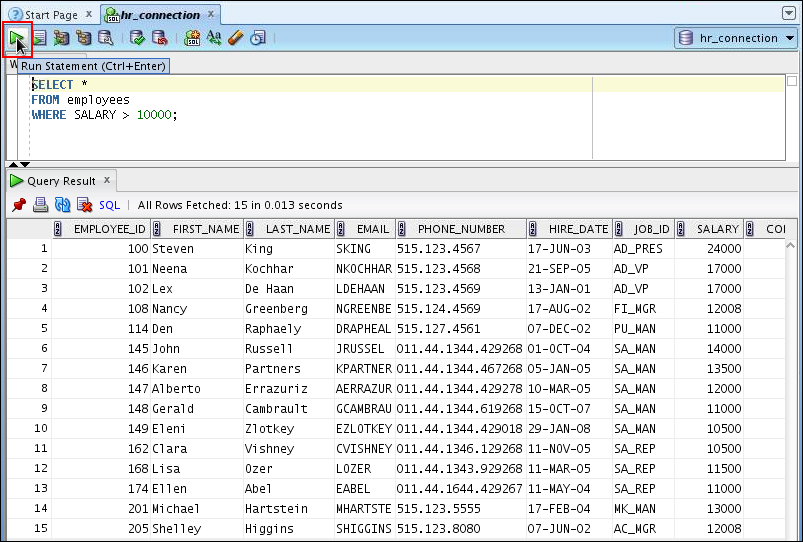 Start Page x hr_connection x
hr_connection
W
Run Statement (Ctrl+Enter)
SELECT *
FROM employees
WHERE SALARY > 10000;
Query Result x
SQL | All Rows Fetched: 15 in 0.013 seconds
EMPLOYEE_ID FIRST_NAME LAST_NAME EMAIL PHONE_NUMBER HIRE_DATE JOB_ID SALARY COM
1 100 Steven King SKING 515.123.4567 17-JUN-03 AD_PRES 24000
2 101 Neena Kochhar NKOCHHAR 515.123.4568 21-SEP-05 AD_VP 17000
3 102 Lex De Haan LDEHAAN 515.123.4569 13-JAN-01 AD_VP 17000
4 108 Nancy Greenberg NGREENBE 515.124.4569 17-AUG-02 FI_MGR 12008
5 114 Den Raphaely DRAPHEAL 515.127.4561 07-DEC-02 PU_MAN 11000
6 145 John Russell JRUSSEL 011.44.1344.429268 01-OCT-04 SA_MAN 14000
7 146 Karen Partners KPARTNER 011.44.1344.467268 05-JAN-05 SA_MAN 13500
8 147 Alberto Errazuriz AERRAZUR 011.44.1344.429278 10-MAR-05 SA_MAN 12000
9 148 Gerald Cambrault GCAMBRAU 011.44.1344.619268 15-OCT-07 SA_MAN 11000
10 149 Eleni Zlotkey EZLOTKEY 011.44.1344.429018 29-JAN-08 SA_MAN 10500
11 162 Clara Vishney CVISHNEY 011.44.1346.129268 11-NOV-05 SA_REP 10500
12 168 Lisa Ozer LOZER 011.44.1343.929268 11-MAR-05 SA_REP 11500
13 174 Ellen Abel EABEL 011.44.1644.429267 11-MAY-04 SA_REP 11000
14 201 Michael Hartstein MHARTSTE 515.123.5555 17-FEB-04 MK_MAN 13000
15 205 Shelley Higgins SHIGGINS 515.123.8080 07-JUN-02 AC_MGR 12008